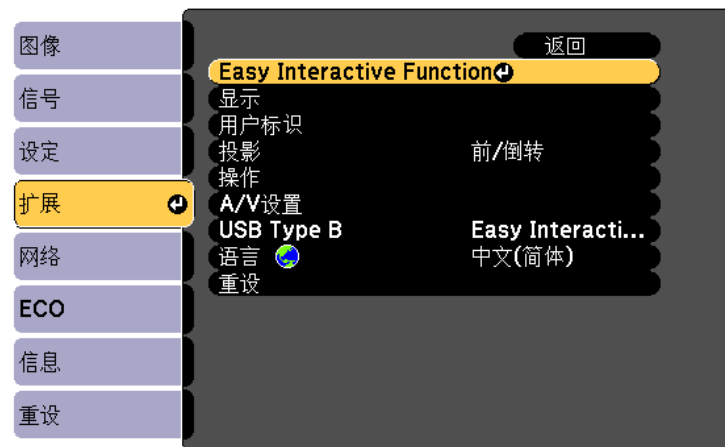 图像
信号
设定
扩展
网络
ECO
信息
重设
返回
Easy Interactive Function
显示
用户标识
投影 前/倒转
操作
A/V设置
USB Type B Easy Interacti...
语言 中文(简体)
重设